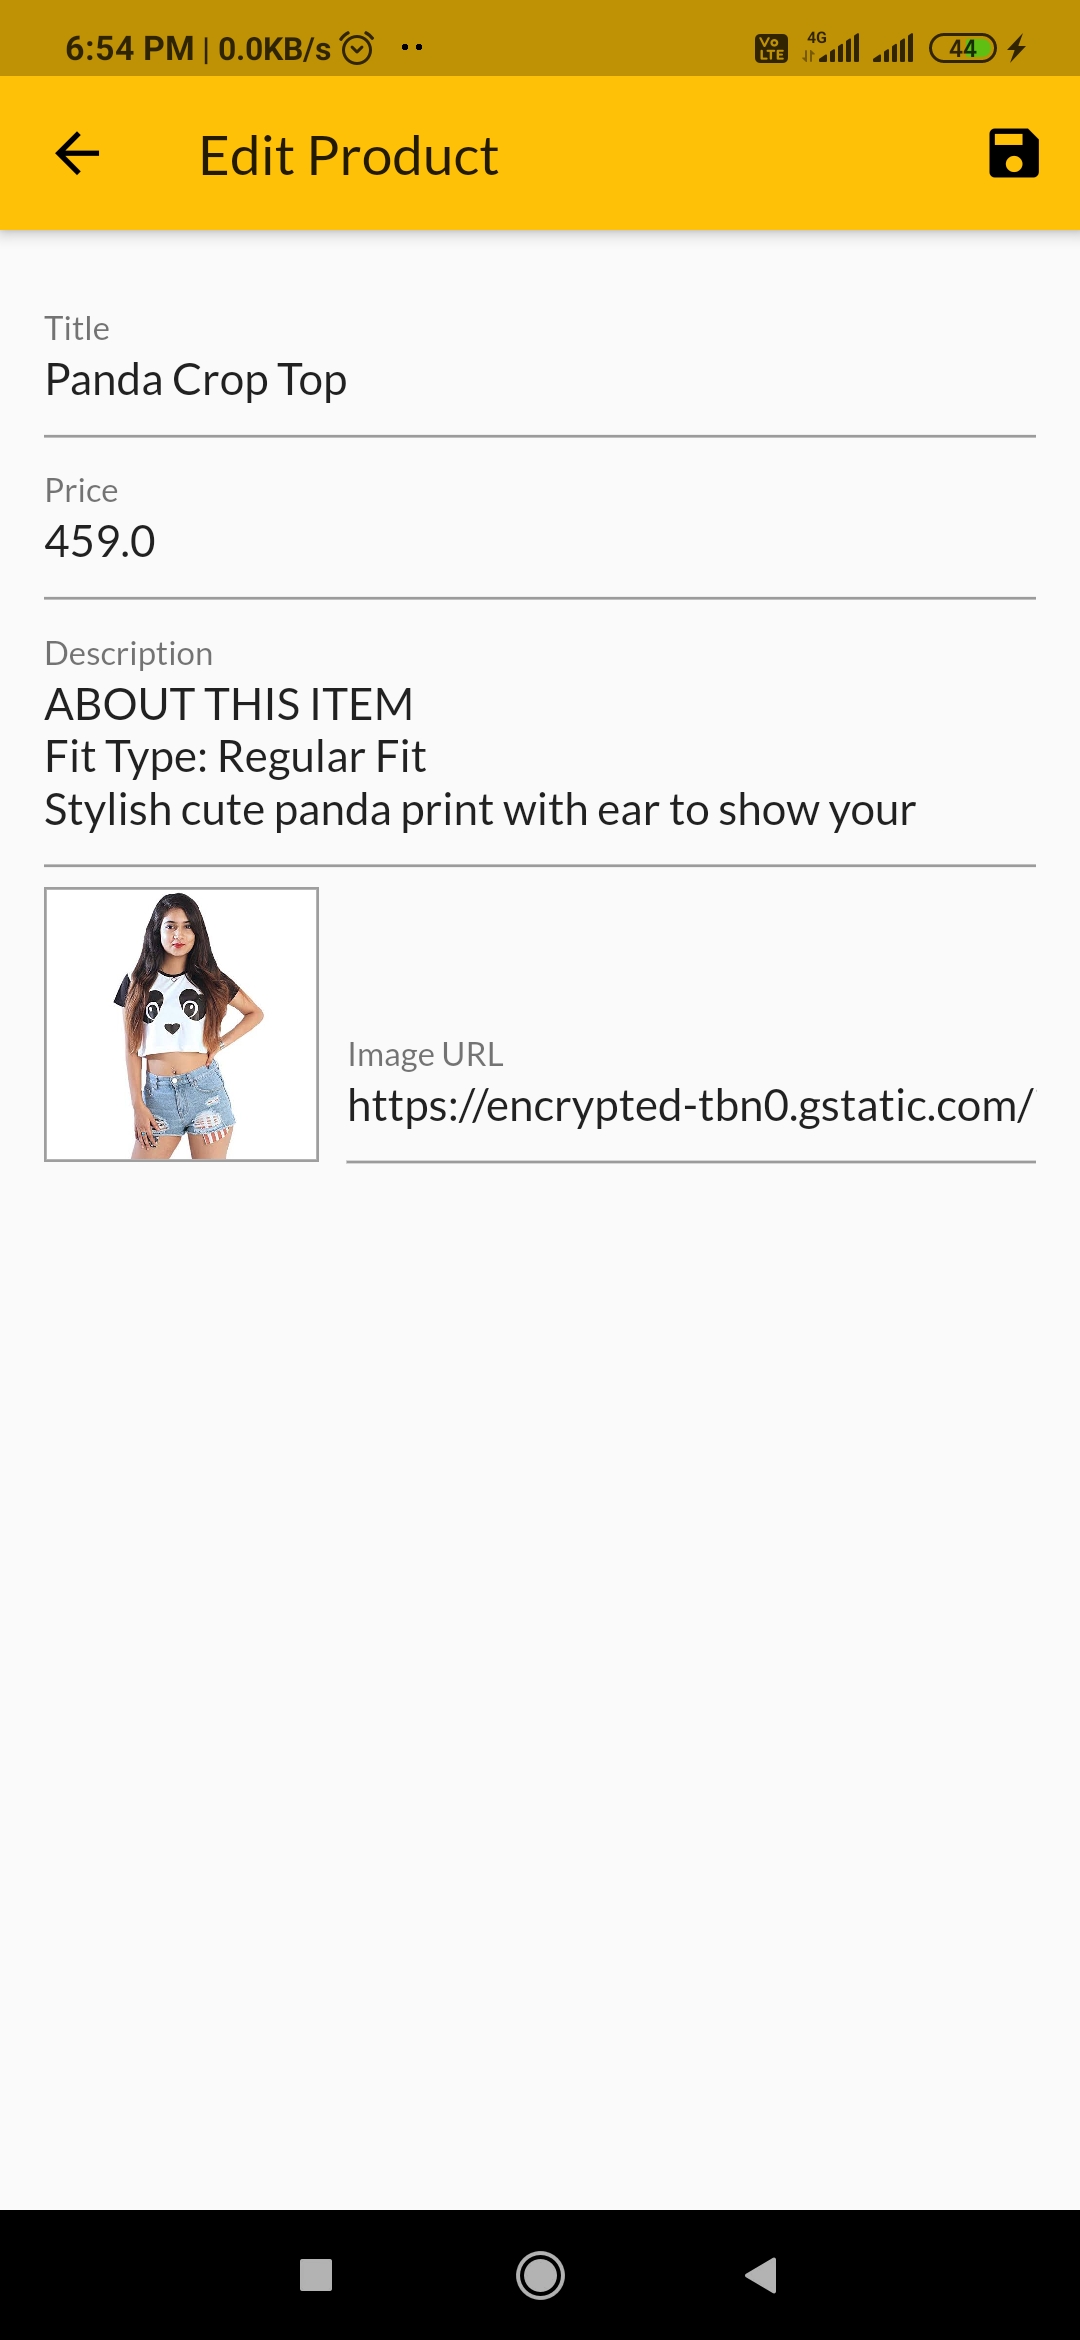 6:54 PM | 0.0KB/s
Vo LTE 4G 44
Edit Product
Title
Panda Crop Top
Price
459.0
Description
ABOUT THIS ITEM
Fit Type: Regular Fit
Stylish cute panda print with ear to show your
Image URL
https://encrypted-tbn0.gstatic.com/